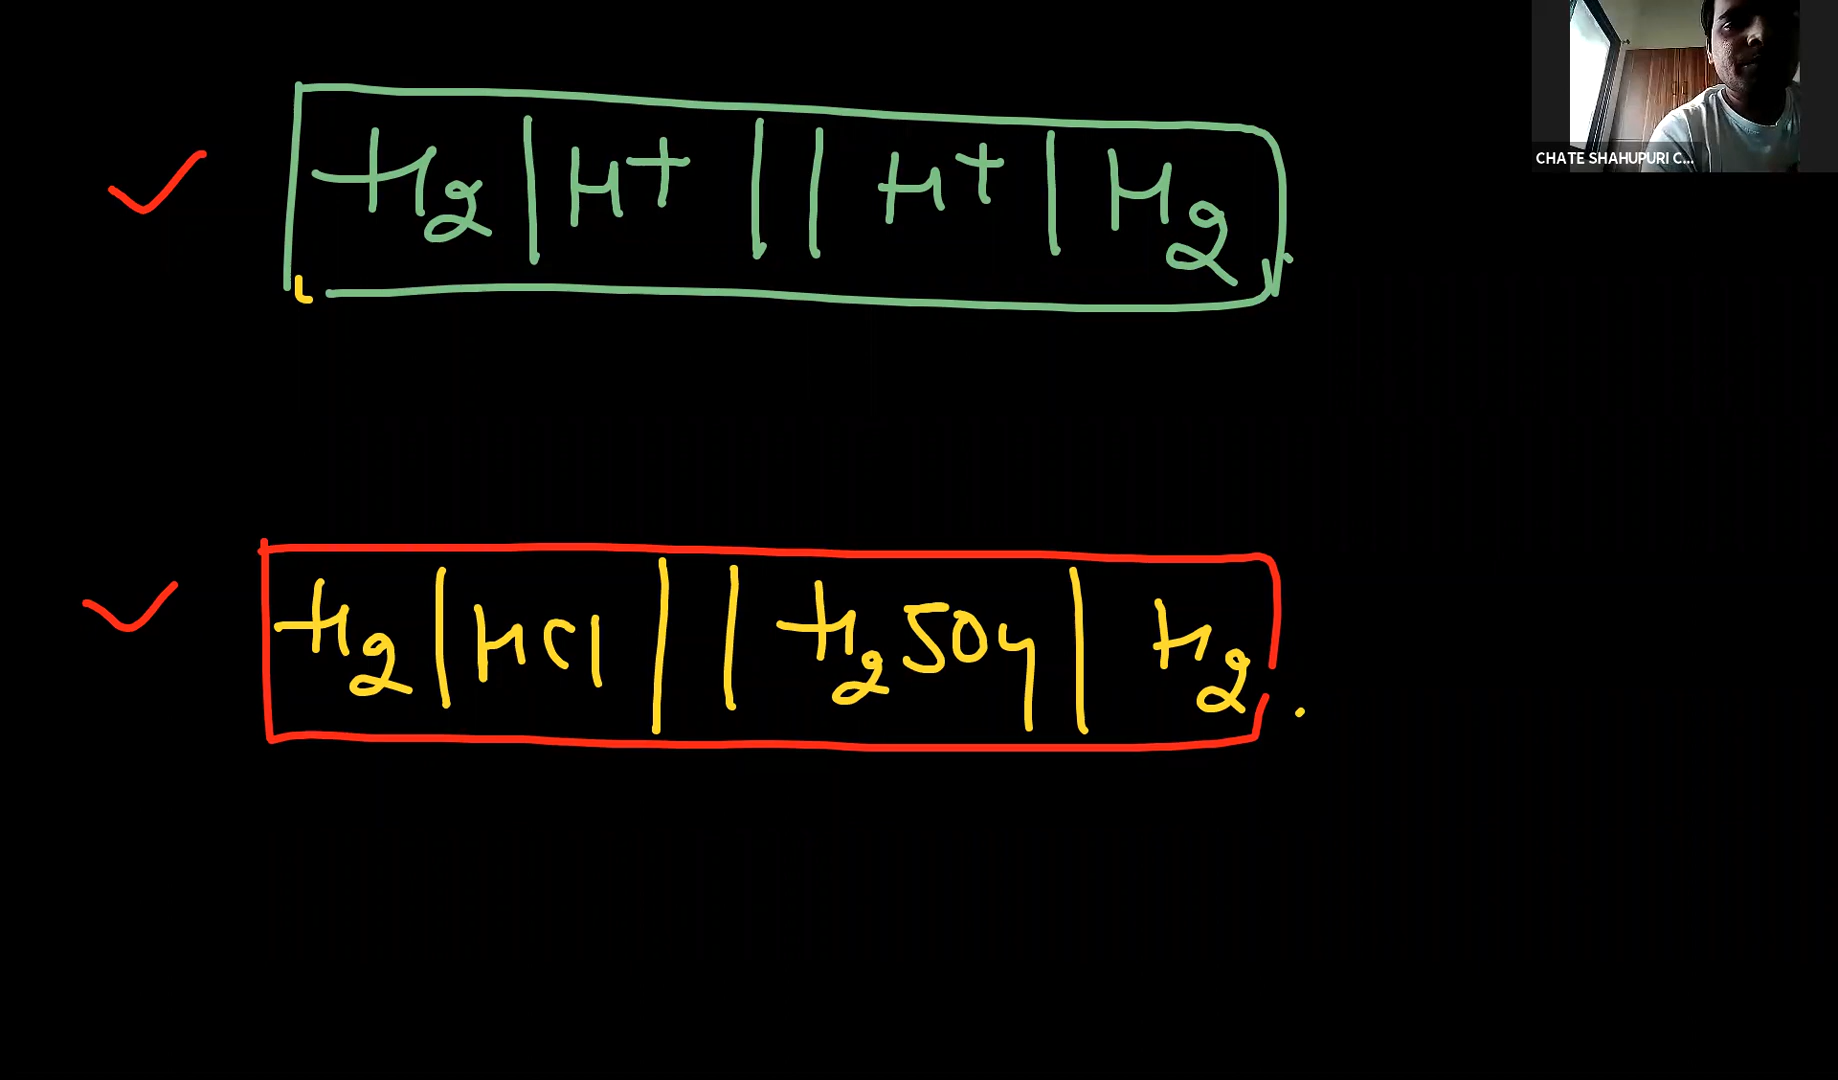 CHATE SHAHUPURI C...
H2 | H+ | | H+ | H2
H2 | HCl | | H2SO4 | H2.